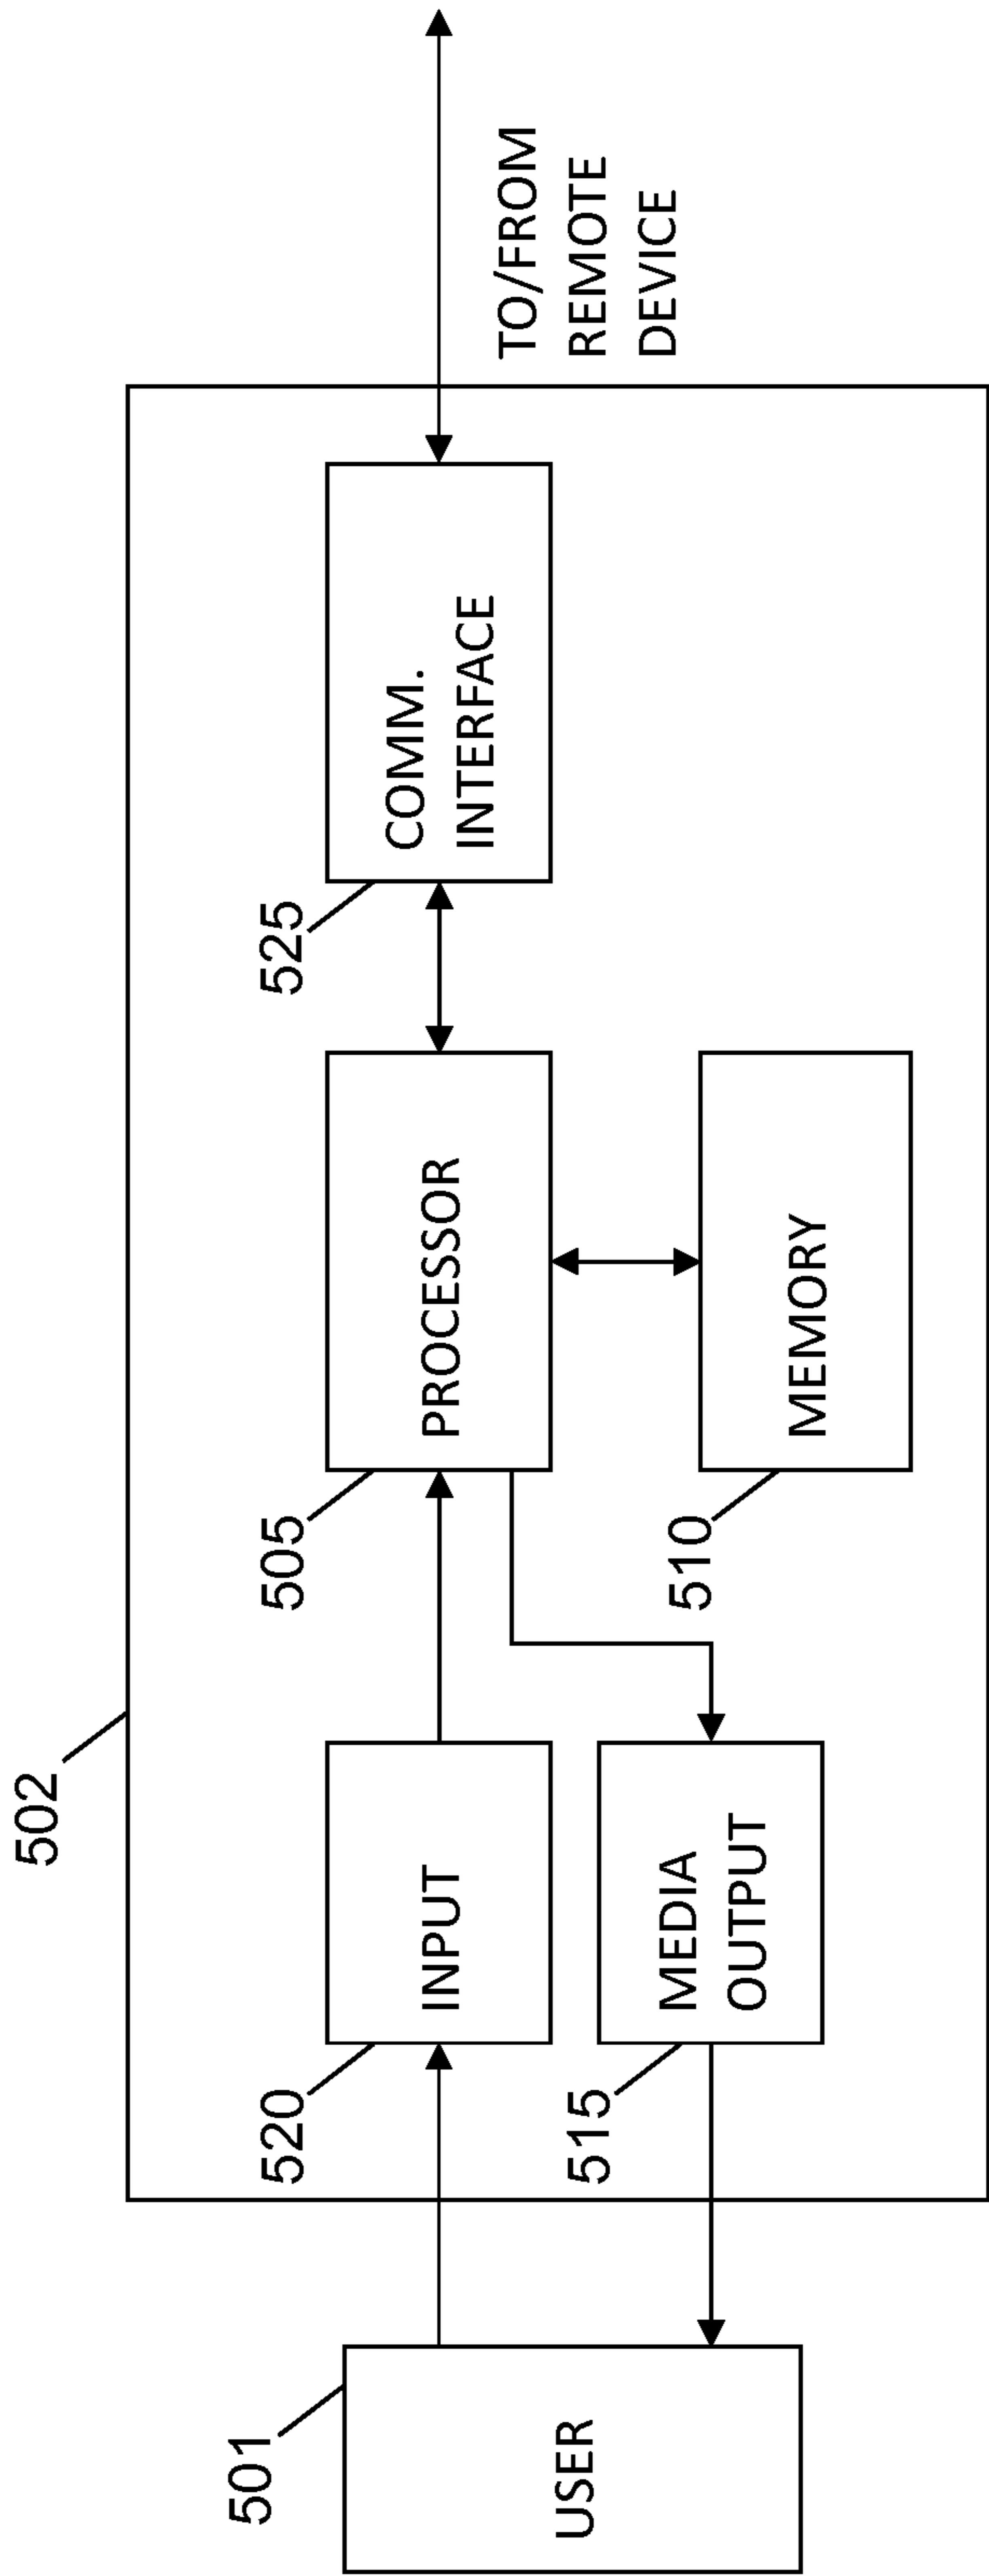 502
501
USER
520
INPUT
515
MEDIA
OUTPUT
505
PROCESSOR
510
MEMORY
525
COMM.
INTERFACE
TO/FROM
REMOTE
DEVICE